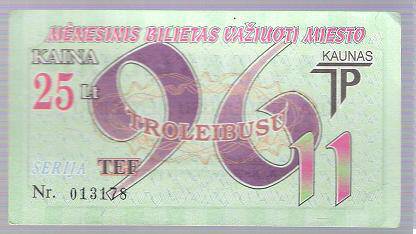 MĖNESINIS BILIETAS VAŽIUOTI MIESTO
KAINA
25 Lt
96
KAUNAS
TP
TROLEIBUSU
11
SERIJA TEF
Nr. 013178